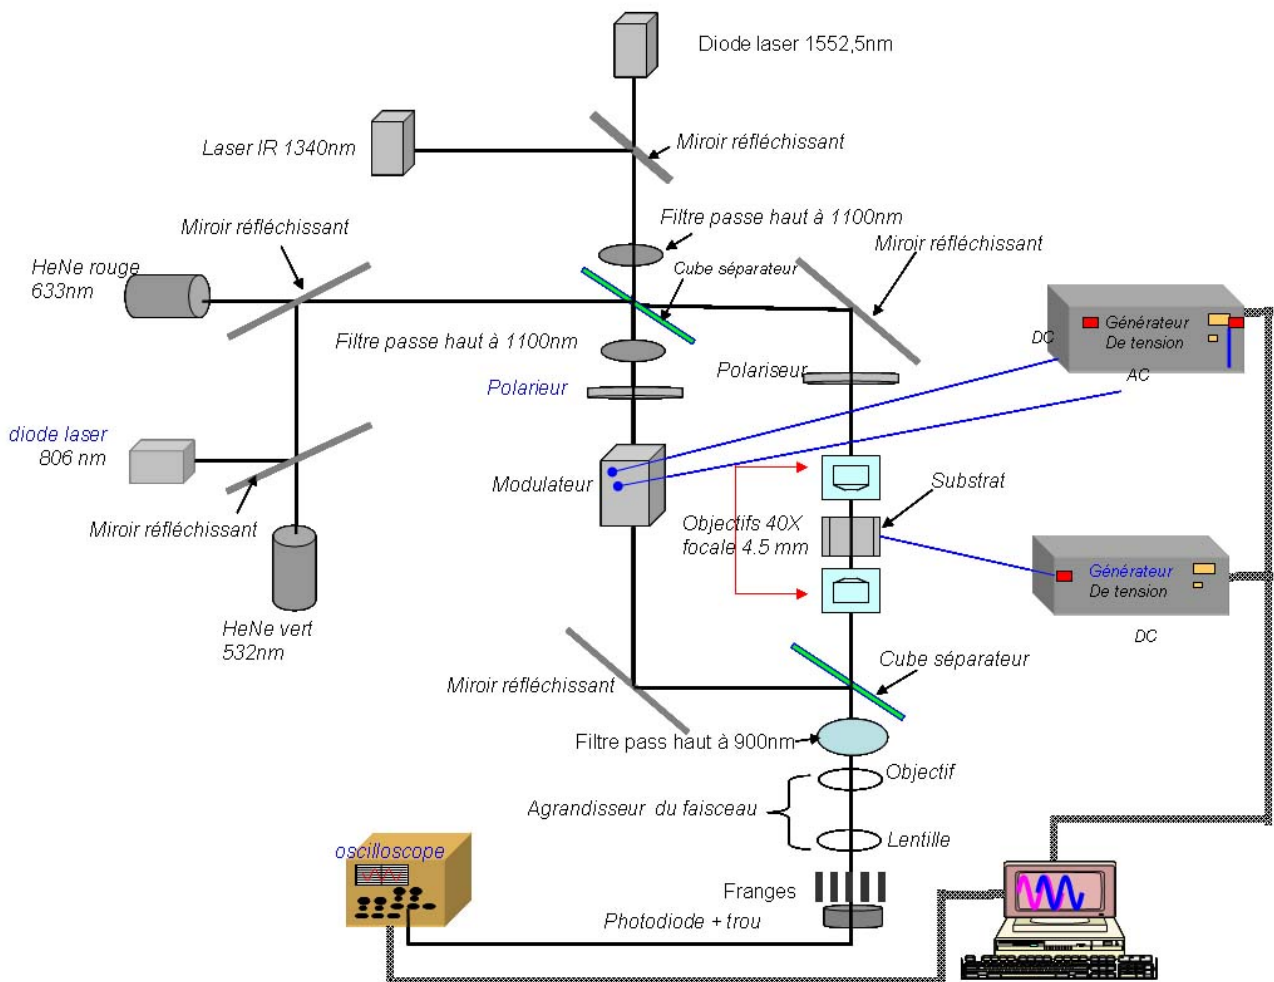 Diode laser 1552,5nm
Laser IR 1340nm
Miroir réfléchissant
Filtre passe haut à 1100nm
Miroir réfléchissant
Miroir réfléchissant
HeNe rouge
633nm
Cube séparateur
Filtre passe haut à 1100nm
Polarieur
Polariseur
DC
Générateur
De tension
AC
diode laser
806 nm
Modulateur
Substrat
Miroir réfléchissant
Objectifs 40X
focale 4.5 mm
Générateur
De tension
DC
HeNe vert
532nm
Cube séparateur
Miroir réfléchissant
Filtre pass haut à 900nm
Objectif
Agrandisseur du faisceau
Lentille
oscilloscope
Franges
Photodiode + trou